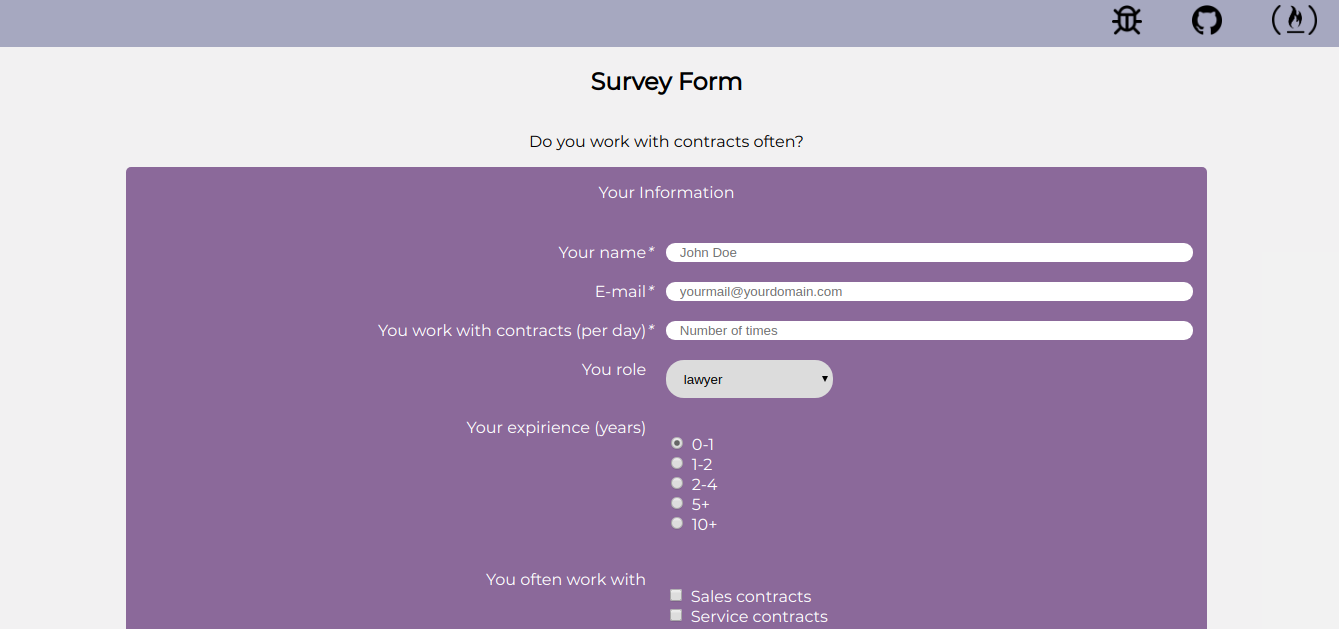 Survey Form
Do you work with contracts often?
Your Information
Your name* John Doe
E-mail* yourmail@yourdomain.com
You work with contracts (per day)* Number of times
You role lawyer
Your expirience (years)
0-1
1-2
2-4
5+
10+
You often work with
Sales contracts
Service contracts